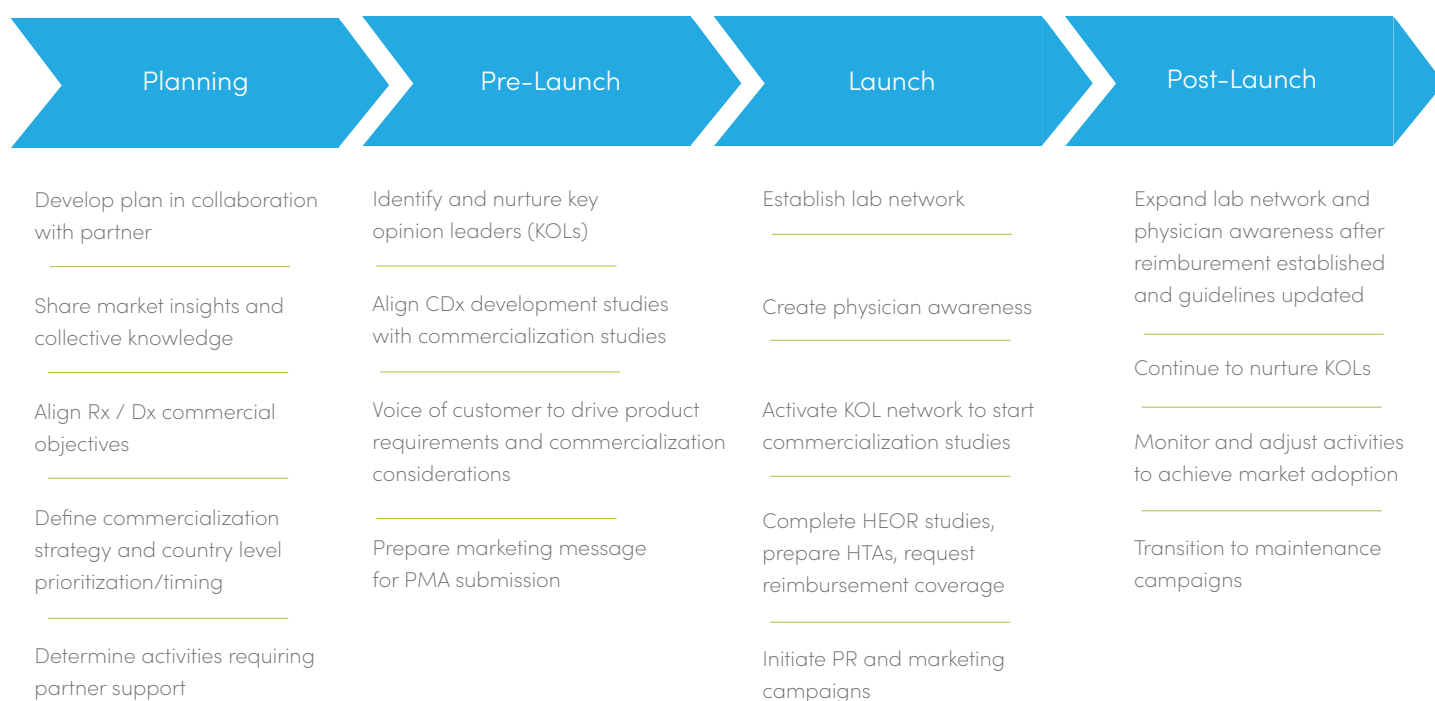 Planning
Pre-Launch
Launch
Post-Launch
Develop plan in collaboration
with partner
Share market insights and
collective knowledge
Align Rx / Dx commercial
objectives
Define commercialization
strategy and country level
prioritization/timing
Determine activities requiring
partner support
Identify and nurture key
opinion leaders (KOLs)
Align CDx development studies
with commercialization studies
Voice of customer to drive product
requirements and commercialization
considerations
Prepare marketing message
for PMA submission
Establish lab network
Create physician awareness
Activate KOL network to start
commercialization studies
Complete HEOR studies,
prepare HTAs, request
reimbursement coverage
Initiate PR and marketing
campaigns
Expand lab network and
physician awareness after
reimburement established
and guidelines updated
Continue to nurture KOLs
Monitor and adjust activities
to achieve market adoption
Transition to maintenance
campaigns